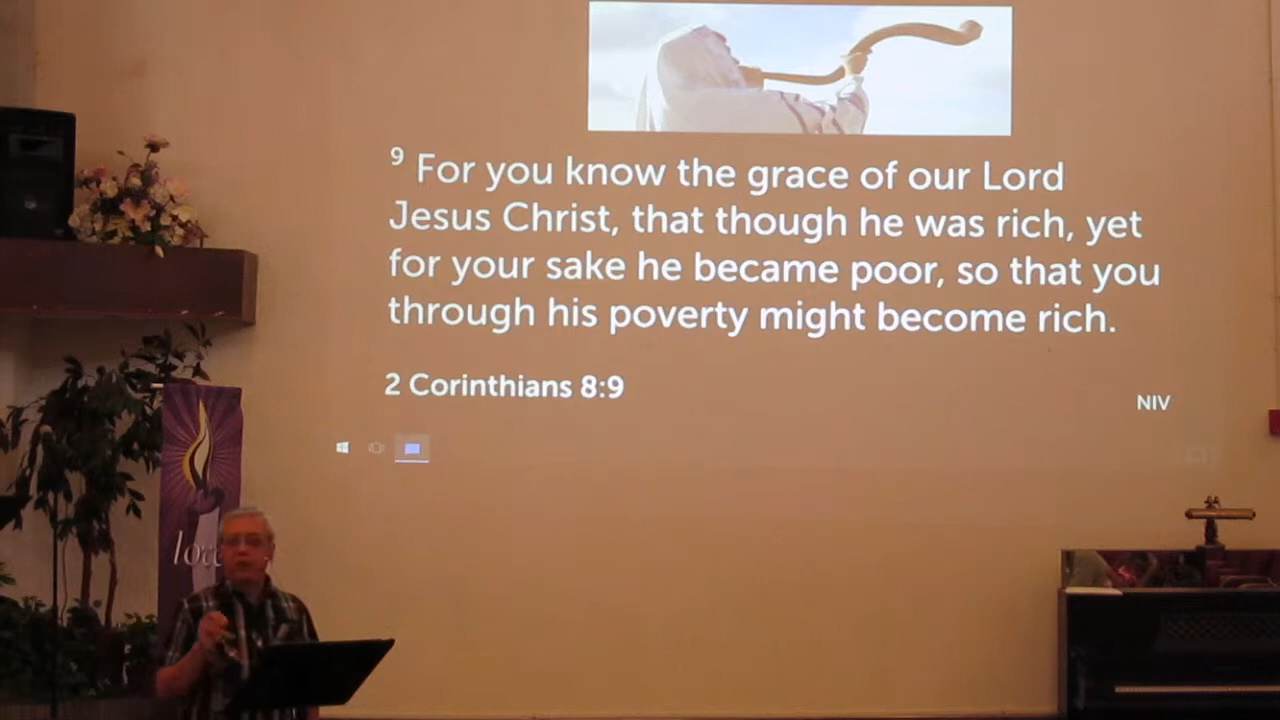 9 For you know the grace of our Lord
Jesus Christ, that though he was rich, yet
for your sake he became poor, so that you
through his poverty might become rich.
2 Corinthians 8:9
NIV
love